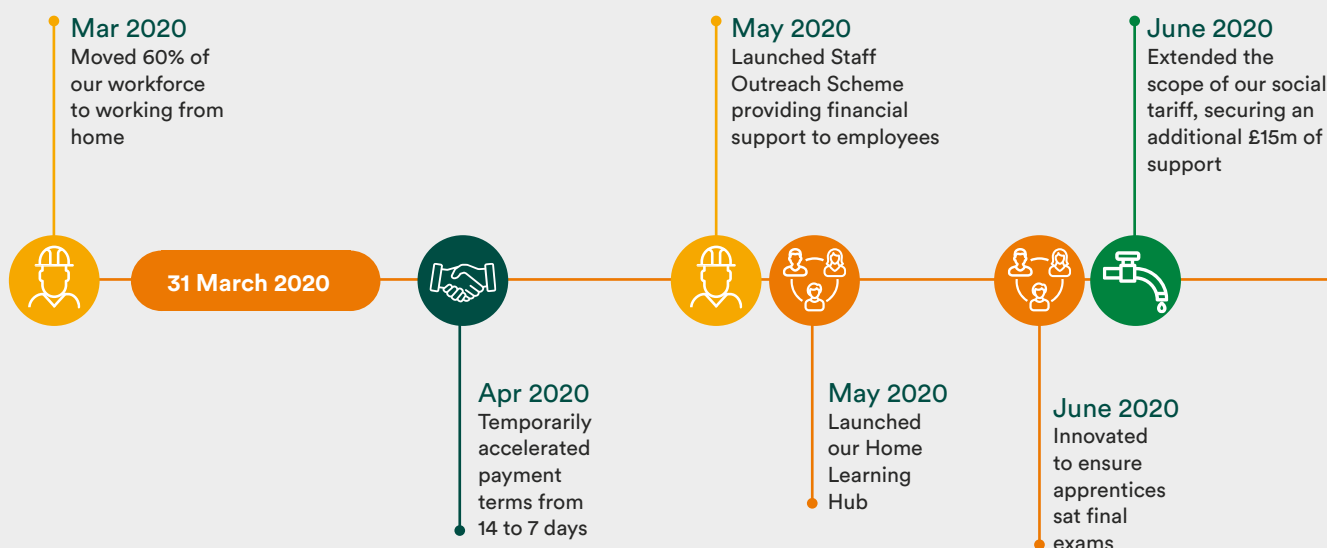 Mar 2020
Moved 60% of
our workforce
to working from
home
31 March 2020
Apr 2020
Temporarily
accelerated
payment
terms from
14 to 7 days
May 2020
Launched Staff
Outreach Scheme
providing financial
support to employees
May 2020
Launched
our Home
Learning
Hub
June 2020
Innovated
to ensure
apprentices
sat final
exams
June 2020
Extended the
scope of our social
tariff, securing an
additional £15m of
support